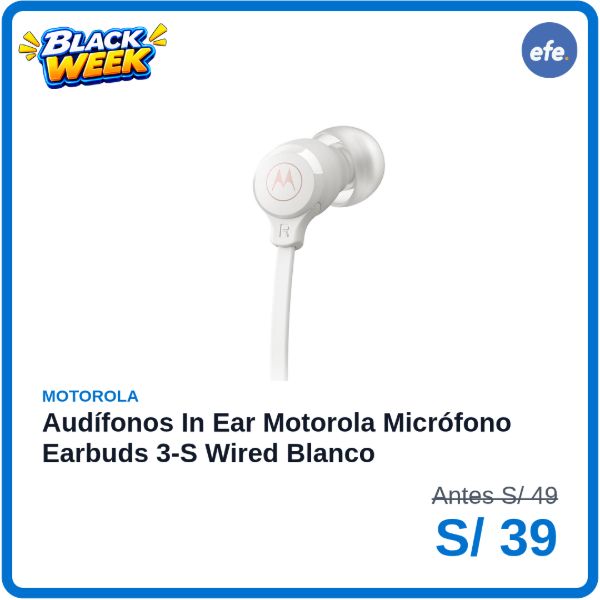 BLACK
WEEK
efe.
R
MOTOROLA
Audífonos In Ear Motorola Micrófono
Earbuds 3-S Wired Blanco
Antes S/ 49
S/ 39